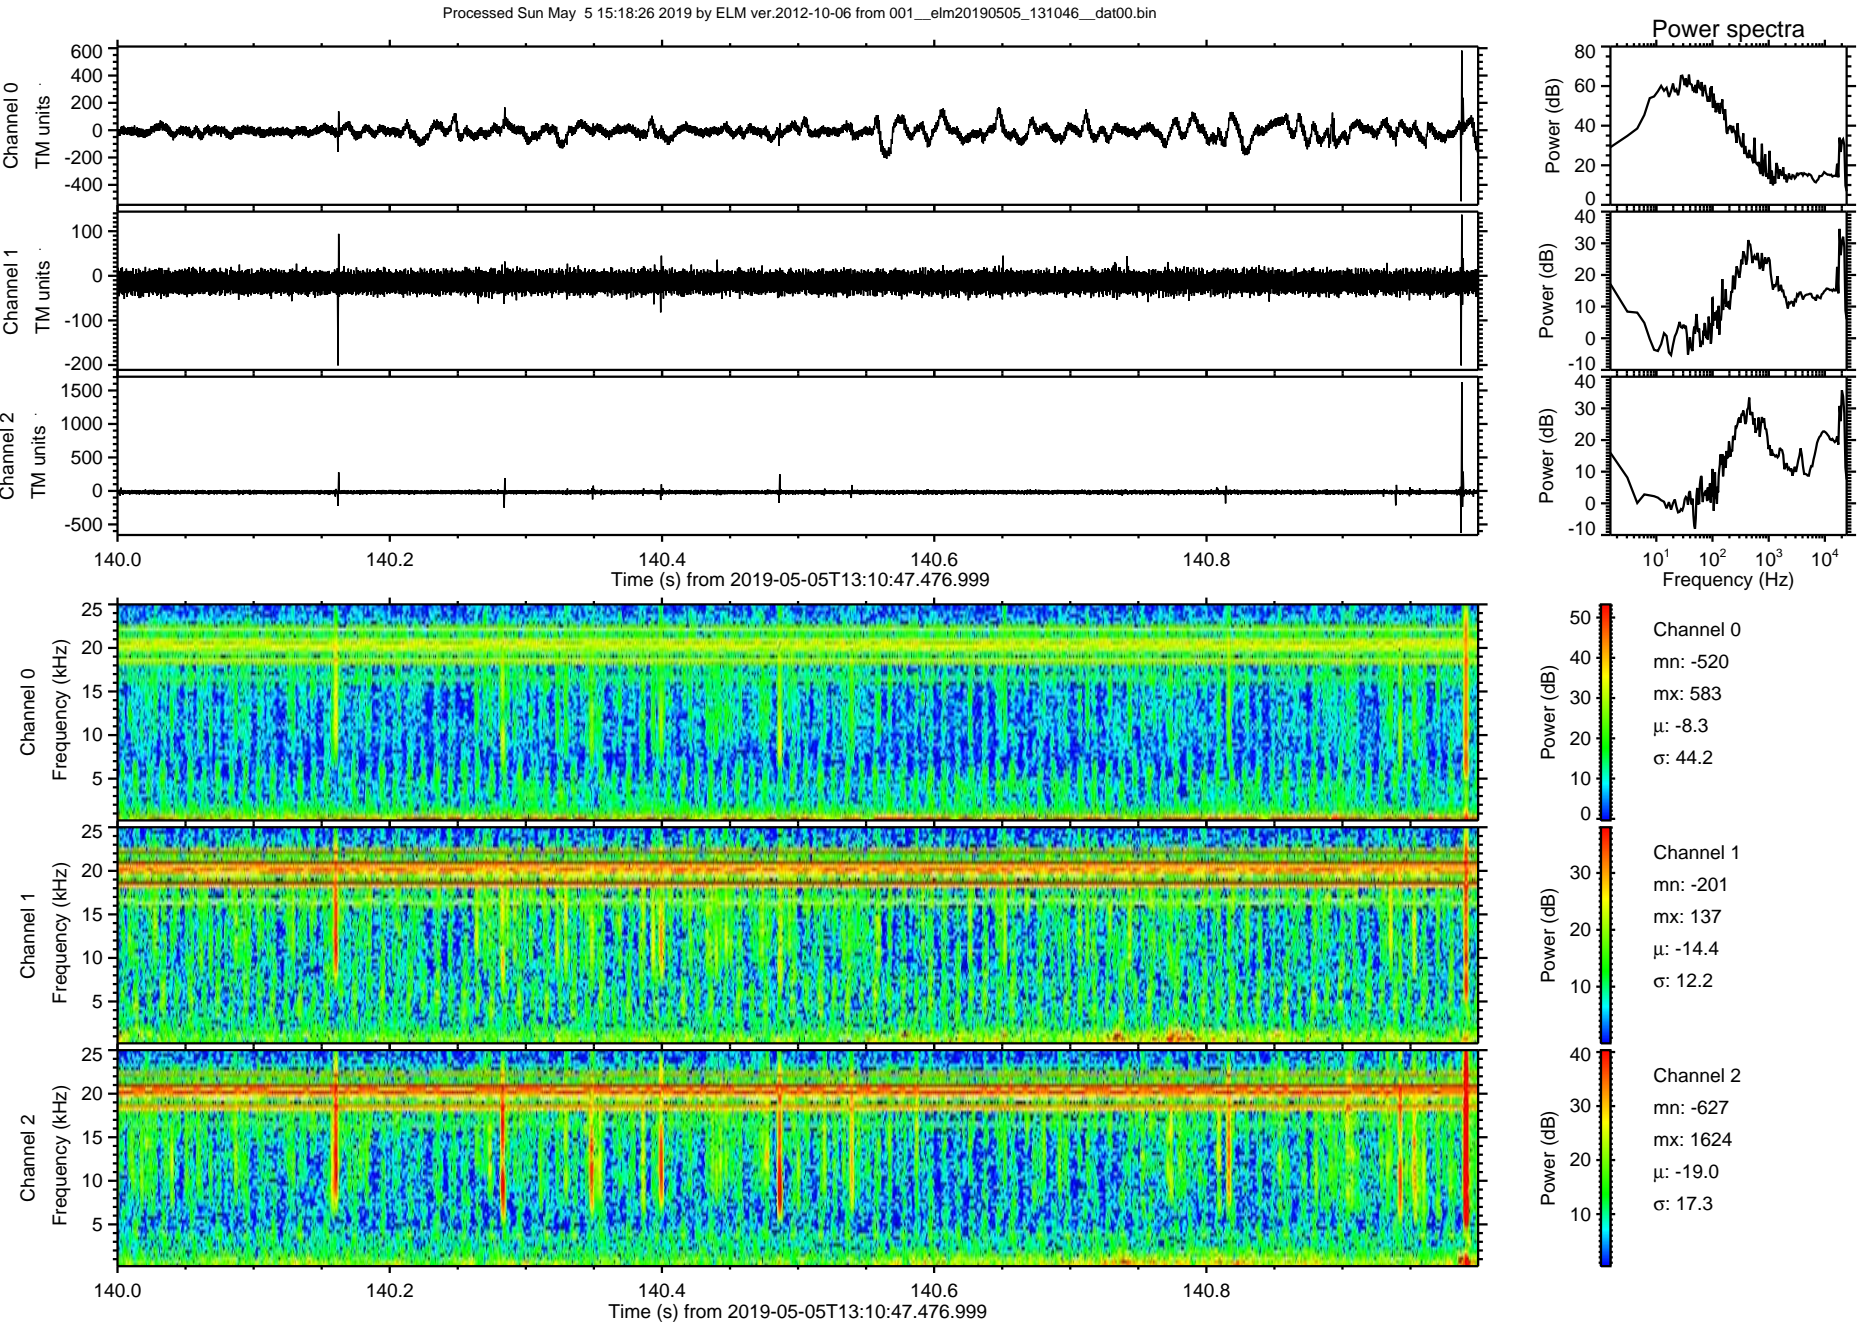 Processed Sun May  5 15:18:26 2019 by ELM ver.2012-10-06 from 001__elm20190505_131046__dat00.bin
Power spectra
Channel 0
TM units
600
400
200
0
-200
-400
Power (dB)
80
60
40
20
0
Channel 1
TM units
100
0
-100
-200
Power (dB)
40
30
20
10
0
-10
Channel 2
TM units
1500
1000
500
0
-500
Power (dB)
40
30
20
10
0
-10
140.0
140.2
140.4
140.6
140.8
Time (s) from 2019-05-05T13:10:47.476.999
10¹
10²
10³
10⁴
Frequency (Hz)
Channel 0
Frequency (kHz)
25
20
15
10
5
Power (dB)
50
40
30
20
10
0
Channel 0
mn: -520
mx: 583
μ: -8.3
σ: 44.2
Channel 1
Frequency (kHz)
25
20
15
10
5
Power (dB)
30
20
10
Channel 1
mn: -201
mx: 137
μ: -14.4
σ: 12.2
Channel 2
Frequency (kHz)
25
20
15
10
5
Power (dB)
40
30
20
10
Channel 2
mn: -627
mx: 1624
μ: -19.0
σ: 17.3
140.0
140.2
140.4
140.6
140.8
Time (s) from 2019-05-05T13:10:47.476.999